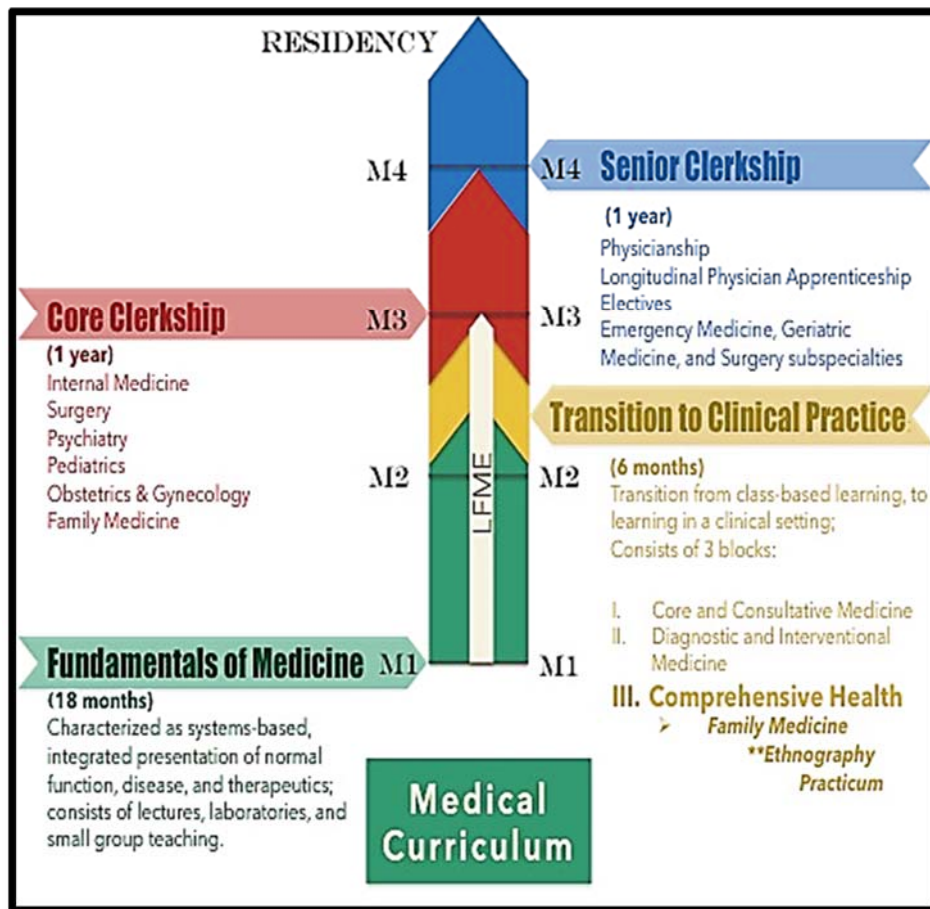 RESIDENCY
M4
M4
Senior Clerkship
(1 year)
Physicianship
Longitudinal Physician Apprenticeship
Electives
Emergency Medicine, Geriatric
Medicine, and Surgery subspecialties
Core Clerkship
M3
M3
(1 year)
Internal Medicine
Surgery
Psychiatry
Pediatrics
Obstetrics & Gynecology
Family Medicine
Transition to Clinical Practice
M2
M2
(6 months)
Transition from class-based learning, to
learning in a clinical setting;
Consists of 3 blocks:
I. Core and Consultative Medicine
II. Diagnostic and Interventional
Medicine
III. Comprehensive Health
➢ Family Medicine
**Ethnography
Practicum
LFME
Fundamentals of Medicine
M1
M1
(18 months)
Characterized as systems-based,
integrated presentation of normal
function, disease, and therapeutics;
consists of lectures, laboratories, and
small group teaching.
Medical
Curriculum